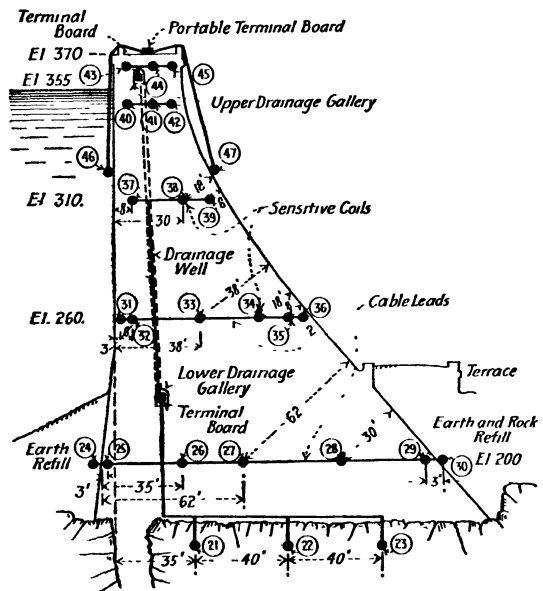 Terminal Board
Portable Terminal Board
El 370
43
El 355
44
45
Upper Drainage Gallery
40
41
42
46
47
37
38
18'
8
El 310.
8'
30
39
Sensitive Coils
Drainage Well
38'
31
33
34
18'
36
Cable Leads
El. 260.
32
35
2
3
6'
38'
Lower Drainage Gallery
Terrace
Terminal Board
62
30'
Earth and Rock Refill
Earth Refill
24
25
26
27
28
29
30
El 200
3'
35'
3'
62'
21
22
23
35'
40'
40'